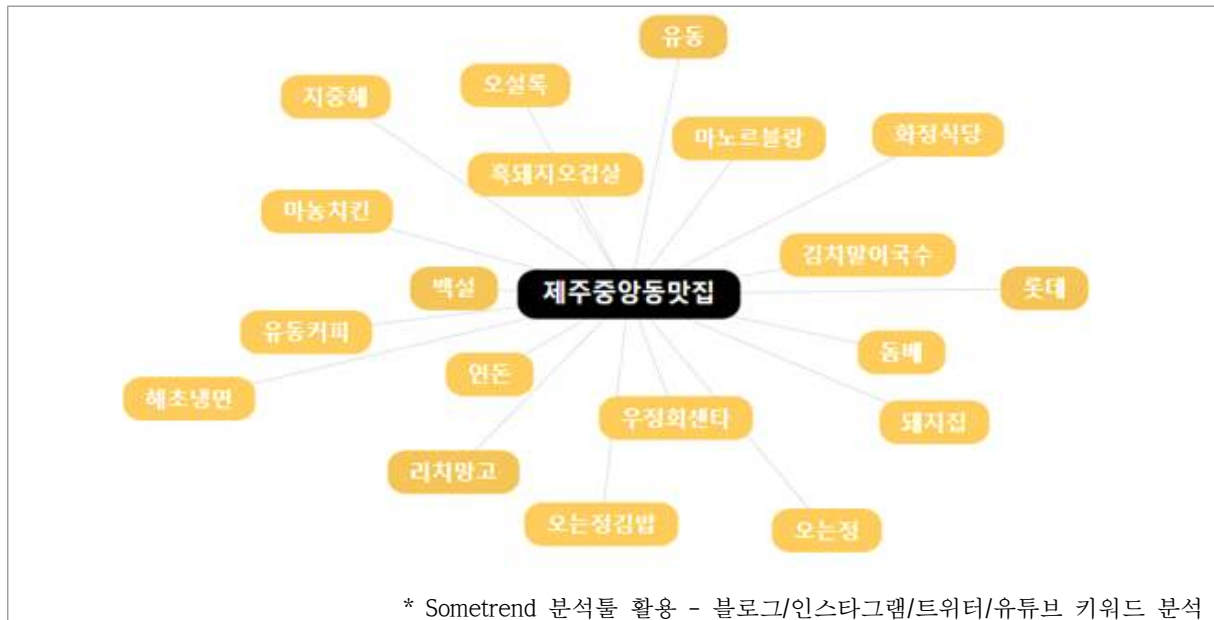 유동
오설록
지중해
마노르블랑
화정식당
흑돼지오겹살
마농치킨
김치말이국수
백설
제주중앙동맛집
롯데
유동커피
돔베
연돈
해초냉면
우정회센타
돼지집
리치망고
오는정김밥
오는정
* Sometrend 분석툴 활용 - 블로그/인스타그램/트위터/유튜브 키워드 분석